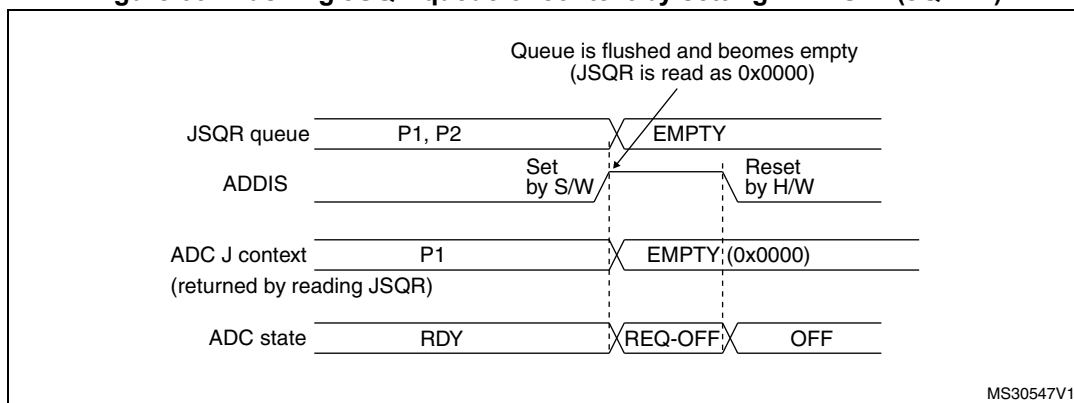 Queue is flushed and beomes empty
(JSQR is read as 0x0000)
JSQR queue P1, P2 EMPTY
ADDIS Set by S/W Reset by H/W
ADC J context P1 EMPTY (0x0000)
(returned by reading JSQR)
ADC state RDY REQ-OFF OFF
MS30547V1